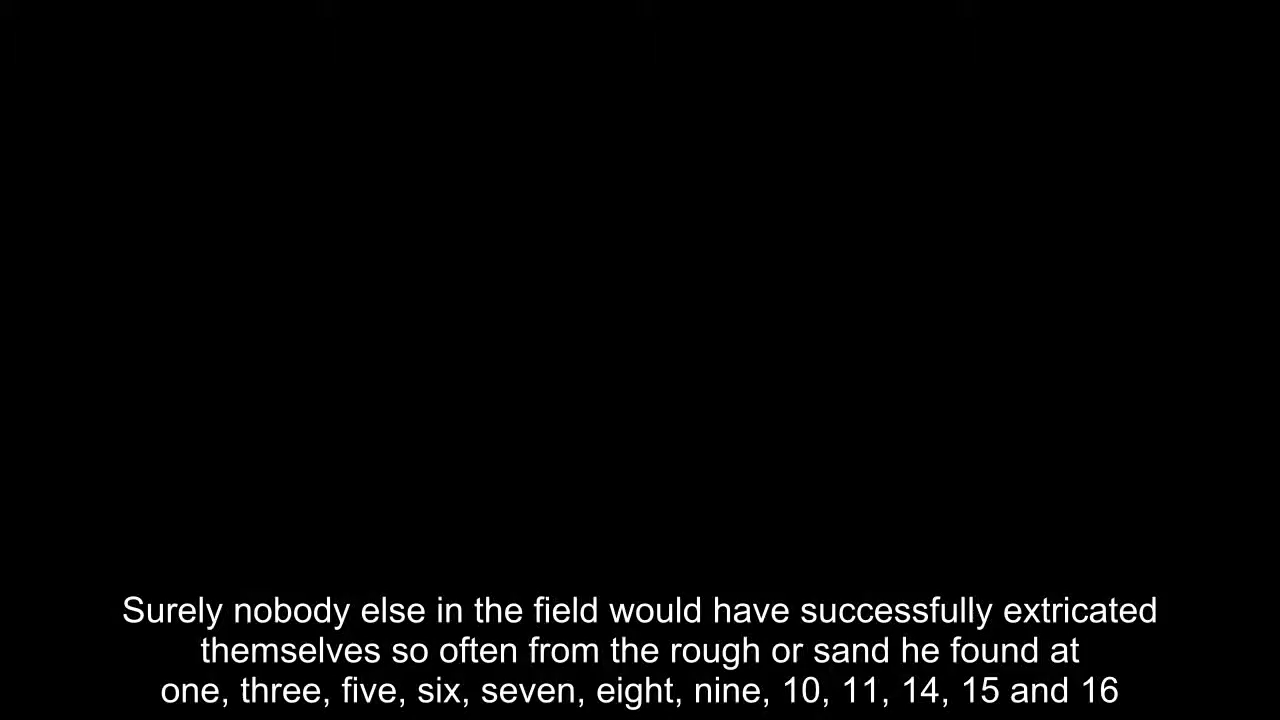 Surely nobody else in the field would have successfully extricated
themselves so often from the rough or sand he found at
one, three, five, six, seven, eight, nine, 10, 11, 14, 15 and 16